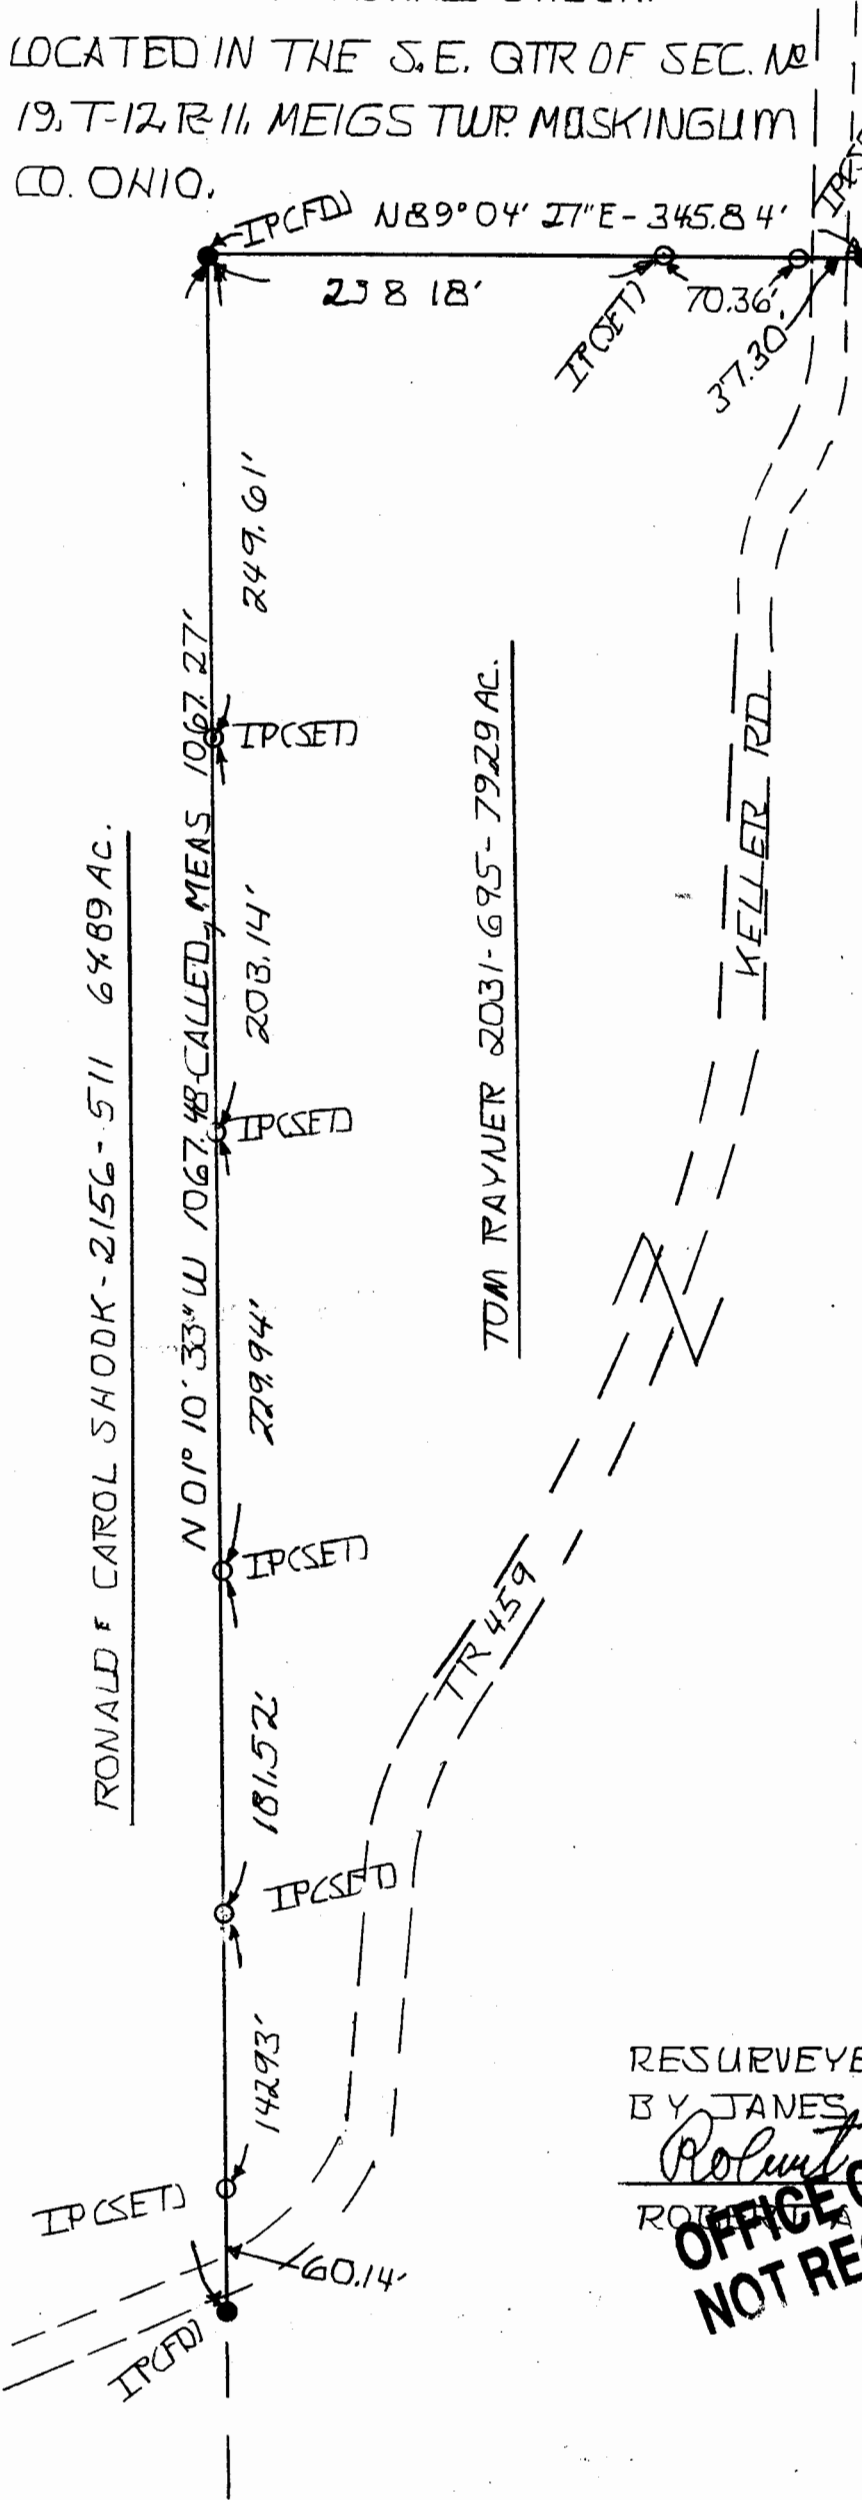 LOCATED IN THE S.E. QTR OF SEC. No
19, T-12, R-11, MEIGS TWP. MUSKINGUM
CO. OHIO.
IP(FD)
N89°04'27"E-345.84'
238.18'
IP(SET)
70.36'
37.30'
249.61'
IP(SET)
203.14'
IP(SET)
N01°10'33"W 1067.48-CALLED, MEAS 1067.27'
RONALD & CAROL SHOOK-2156-511 64.89 AC.
TOM RAYNER 2031-695-79.29 AC.
KELLER RD
229.94'
IP(SET)
TR 459
181.52'
IP(SET)
142.93'
IP(SET)
60.14'
IP(FD)
RESURVEYE
BY JANES
OFFICE
NOT RE